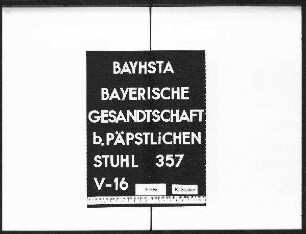 BAYHSTA
BAYERISCHE
GESANDTSCHAFT
b. PÄPSTLICHEN
STUHL 357
V-16